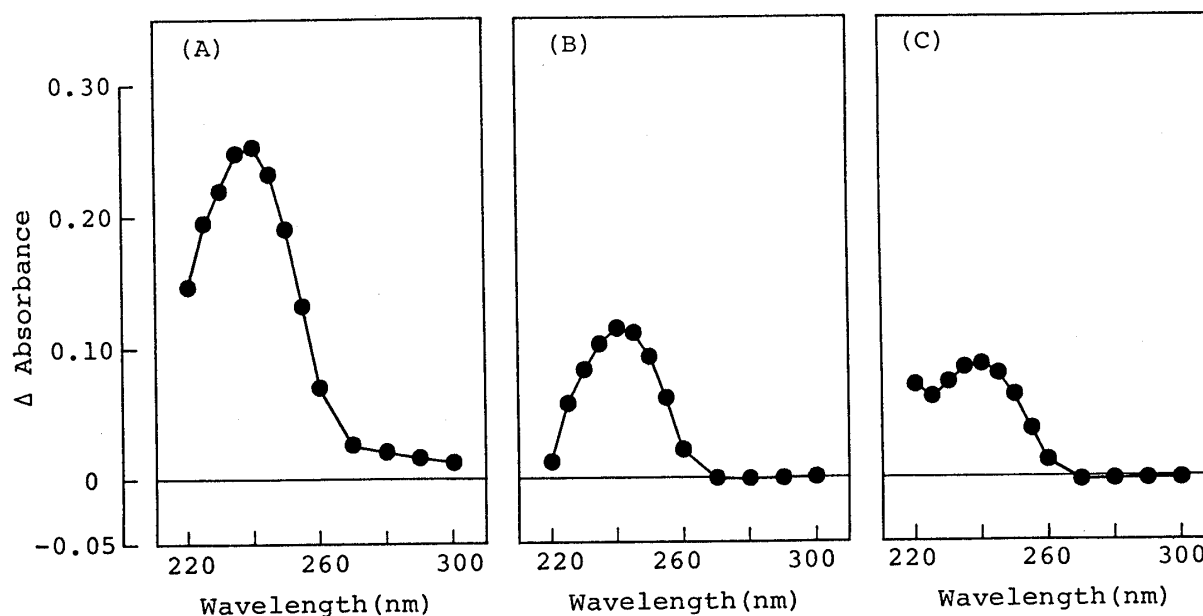 (A)
(B)
(C)
0.30
0.20
0.10
0
-0.05
Δ Absorbance
220 260 300
220 260 300
220 260 300
Wavelength(nm)
Wavelength(nm)
Wavelength(nm)